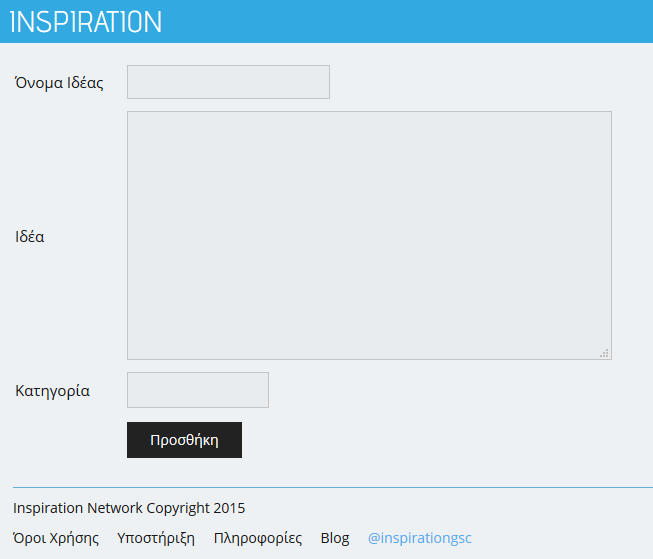 INSPIRATION
Όνομα Ιδέας
Ιδέα
Κατηγορία
Προσθήκη
Inspiration Network Copyright 2015
Όροι Χρήσης Υποστήριξη Πληροφορίες Blog @inspirationgsc